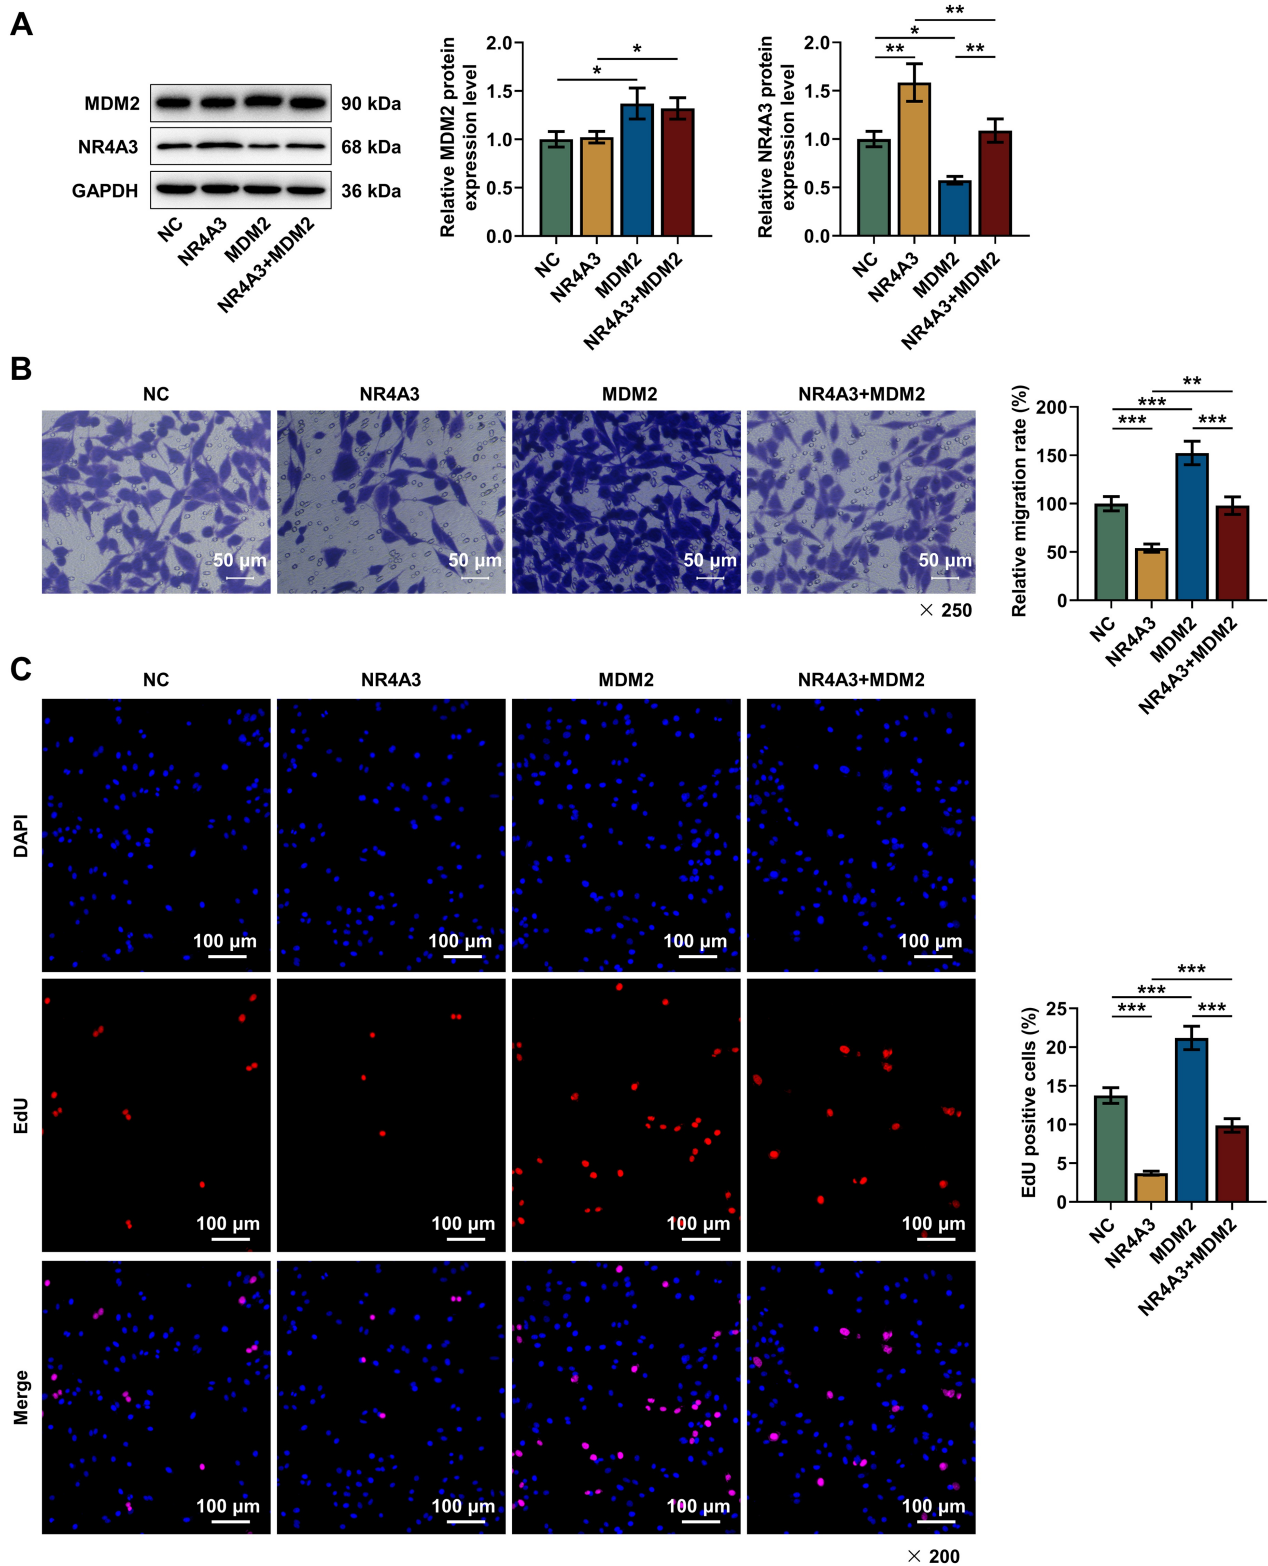 A
MDM2 90 kDa
NR4A3 68 kDa
GAPDH 36 kDa
NC NR4A3 MDM2 NR4A3+MDM2
Relative MDM2 protein
expression level
2.0
1.5
1.0
0.5
0.0
* *
NC NR4A3 MDM2 NR4A3+MDM2
Relative NR4A3 protein
expression level
2.0
1.5
1.0
0.5
0.0
**
*
** **
NC NR4A3 MDM2 NR4A3+MDM2
B
NC NR4A3 MDM2 NR4A3+MDM2
50 µm 50 µm 50 µm 50 µm
× 250
Relative migration rate (%)
200
150
100
50
0
**
***
*** ***
NC NR4A3 MDM2 NR4A3+MDM2
C
NC NR4A3 MDM2 NR4A3+MDM2
DAPI
100 µm 100 µm 100 µm 100 µm
EdU
100 µm 100 µm 100 µm 100 µm
Merge
100 µm 100 µm 100 µm 100 µm
× 200
EdU positive cells (%)
25
20
15
10
5
0
***
***
*** ***
NC NR4A3 MDM2 NR4A3+MDM2